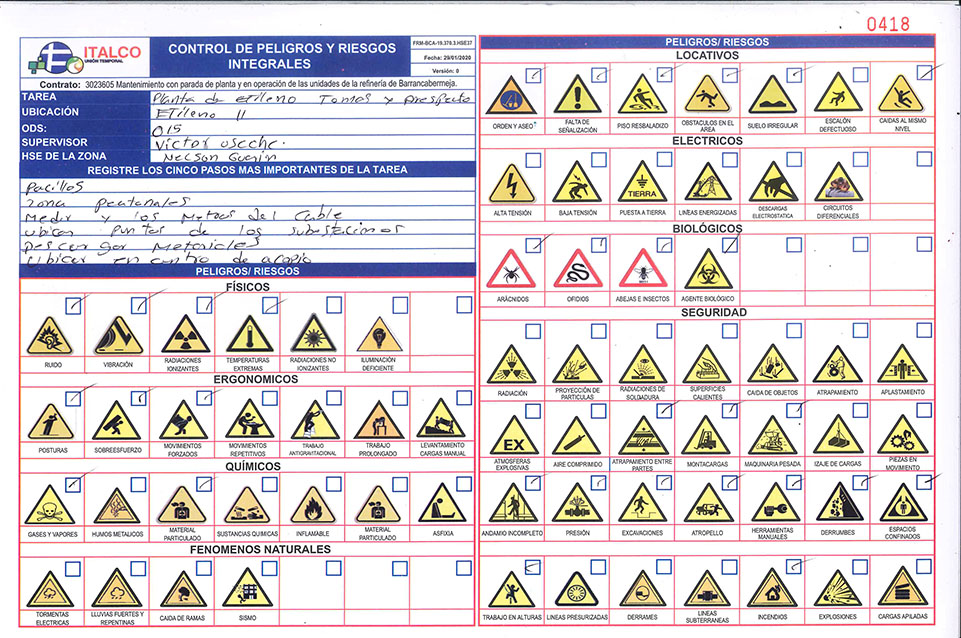 0418
ITALCO
UNIÓN TEMPORAL
CONTROL DE PELIGROS Y RIESGOS INTEGRALES
FRM-BCA-19.378.3.HSE37
Fecha: 29/01/2020
Versión: 0
Contrato: 3023605 Mantenimiento con parada de planta y en operación de las unidades de la refinería de Barrancabermeja.
TAREA Planta de etileno Tomas y prespecto
UBICACIÓN ETileno 11
ODS: 015
SUPERVISOR Victor useche.
HSE DE LA ZONA Nelson
REGISTRE LOS CINCO PASOS MAS IMPORTANTES DE LA TAREA
Pacillos
zona peatonales
Medir y los Metros del Cable
ubicar puntos de los
Descargar Materiales
Ubicar en centro de acopio
PELIGROS/ RIESGOS
FÍSICOS
RUIDO VIBRACIÓN RADIACIONES IONIZANTES TEMPERATURAS EXTREMAS RADIACIONES NO IONIZANTES ILUMINACIÓN DEFICIENTE
ERGONOMICOS
POSTURAS SOBREESFUERZO MOVIMIENTOS FORZADOS MOVIMIENTOS REPETITIVOS TRABAJO ANTIGRAVITACIONAL TRABAJO PROLONGADO LEVANTAMIENTO CARGAS MANUAL
QUÍMICOS
GASES Y VAPORES HUMOS METALICOS MATERIAL PARTICULADO SUSTANCIAS QUIMICAS INFLAMABLE MATERIAL PARTICULADO ASFIXIA
FENOMENOS NATURALES
TORMENTAS ELECTRICAS LLUVIAS FUERTES Y REPENTINAS CAIDA DE RAMAS SISMO
PELIGROS/ RIESGOS
LOCATIVOS
ORDEN Y ASEO FALTA DE SEÑALIZACIÓN PISO RESBALADIZO OBSTACULOS EN EL AREA SUELO IRREGULAR ESCALÓN DEFECTUOSO CAIDAS AL MISMO NIVEL
ELECTRICOS
TIERRA
ALTA TENSIÓN BAJA TENSIÓN PUESTA A TIERRA LINEAS ENERGIZADAS DESCARGAS ELECTROSTATICA CIRCUITOS DIFERENCIALES
BIOLÓGICOS
ARÁCNIDOS OFIDIOS ABEJAS E INSECTOS AGENTE BIOLÓGICO
SEGURIDAD
RADIACIÓN PROYECCIÓN DE PARTICULAS RADIACIONES DE SOLDADURA SUPERFICIES CALIENTES CAIDA DE OBJETOS ATRAPAMIENTO APLASTAMIENTO
EX
ATMOSFERAS EXPLOSIVAS AIRE COMPRIMIDO ATRAPAMIENTO ENTRE PARTES MONTACARGAS MAQUINARIA PESADA IZAJE DE CARGAS PIEZAS EN MOVIMIENTO
ANDAMIO INCOMPLETO PRESIÓN EXCAVACIONES ATROPELLO HERRAMIENTAS MANUALES DERRUMBES ESPACIOS CONFINADOS
TRABAJO EN ALTURAS LINEAS PRESURIZADAS DERRAMES LINEAS SUBTERRANEAS INCENDIOS EXPLOSIONES CARGAS APILADAS